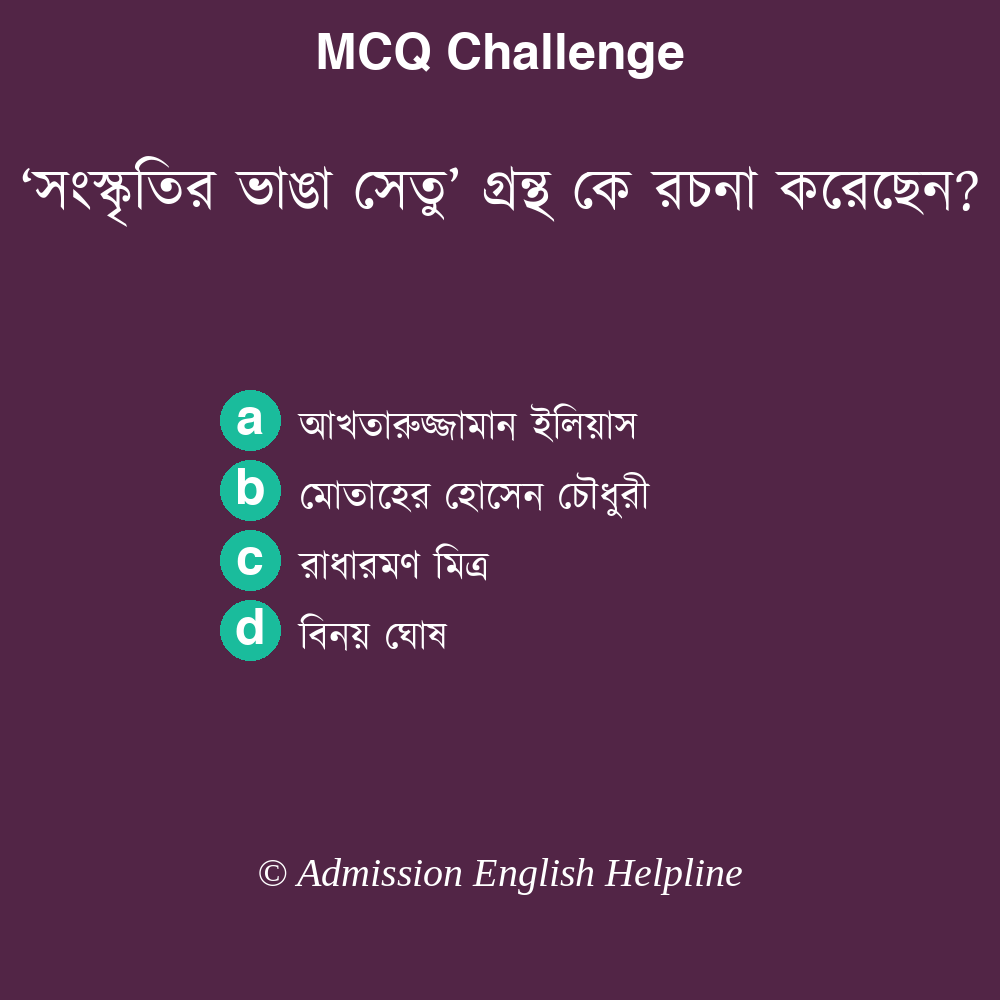 MCQ Challenge
‘সংস্কৃতির ভাঙা সেতু’ গ্রন্থ কে রচনা করেছেন?
a আখতারুজ্জামান ইলিয়াস
b মোতাহের হোসেন চৌধুরী
c রাধারমণ মিত্র
d বিনয় ঘোষ
© Admission English Helpline